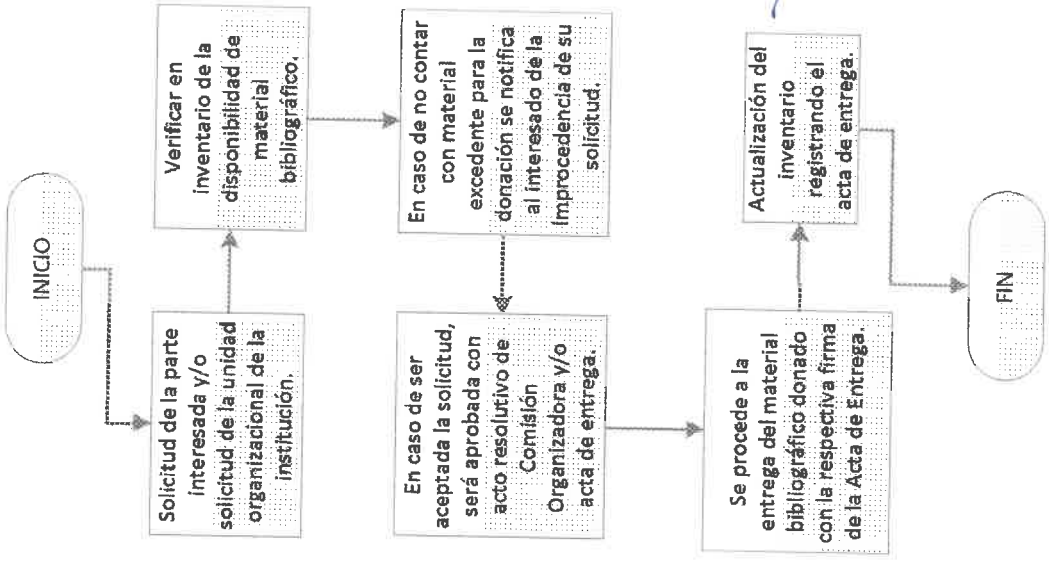 INICIO
Solicitud de la parte
interesada y/o
solicitud de la unidad
organizacional de la
institución.
Verificar en
inventario de la
disponibilidad de
material
bibliográfico.
En caso de no contar
con material
excedente para la
donación se notifica
al interesado de la
improcedencia de su
solicitud.
En caso de ser
aceptada la solicitud,
será aprobada con
acto resolutivo de
Comisión
Organizadora y/o
acta de entrega.
Se procede a la
entrega del material
bibliográfico donado
con la respectiva firma
de la Acta de Entrega.
Actualización del
inventario
registrando el
acta de entrega.
FIN